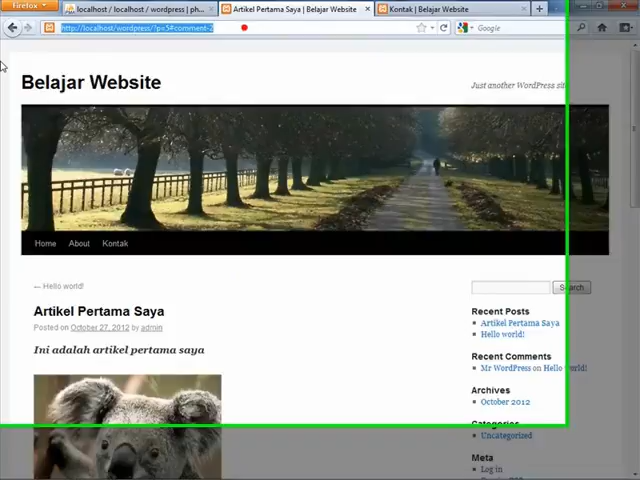 Firefox
localhost / localhost / wordpress | ph...
Artikel Pertama Saya | Belajar Website
Kontak | Belajar Website
http://localhost/wordpress/?p=5#comment-2
Google
Belajar Website
Just another WordPress site
Home About Kontak
← Hello world!
Search
Artikel Pertama Saya
Posted on October 27, 2012 by admin
Ini adalah artikel pertama saya
Recent Posts
Artikel Pertama Saya
Hello world!
Recent Comments
Mr WordPress on Hello world!
Archives
October 2012
Categories
Uncategorized
Meta
Log in